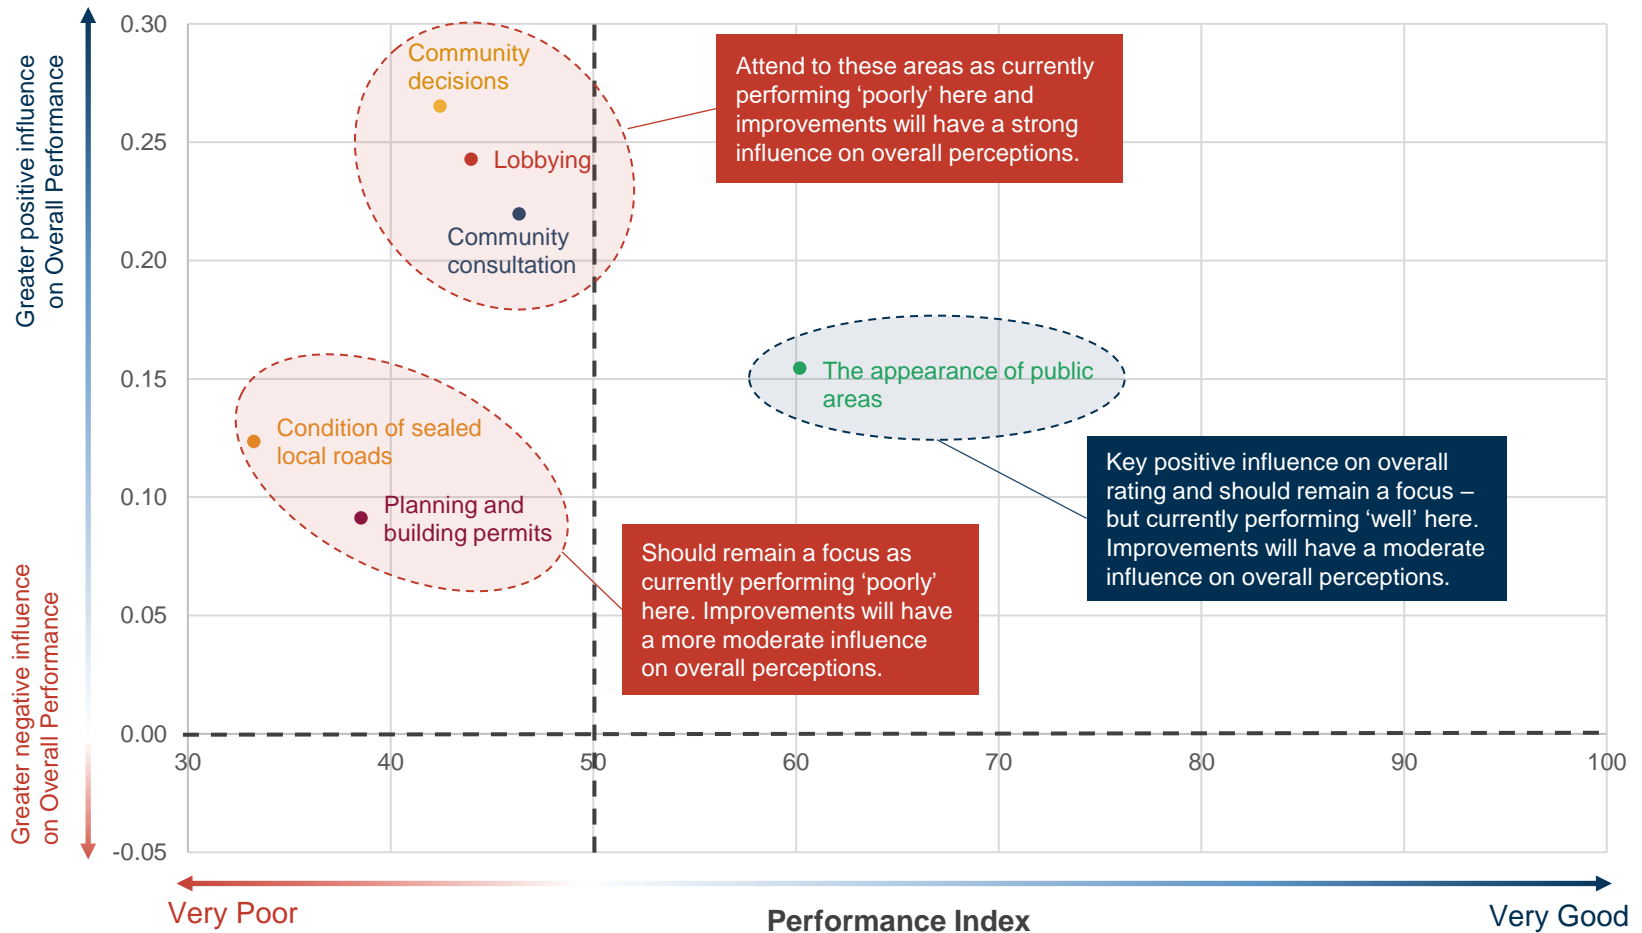 Greater positive influence
on Overall Performance
Greater negative influence
on Overall Performance
0.30
0.25
0.20
0.15
0.10
0.05
0.00
-0.05
Community
decisions
Lobbying
Community
consultation
Attend to these areas as currently
performing ‘poorly’ here and
improvements will have a strong
influence on overall perceptions.
The appearance of public
areas
Condition of sealed
local roads
Planning and
building permits
Key positive influence on overall
rating and should remain a focus –
but currently performing ‘well’ here.
Improvements will have a moderate
influence on overall perceptions.
Should remain a focus as
currently performing ‘poorly’
here. Improvements will have
a more moderate influence
on overall perceptions.
30
40
50
60
70
80
90
100
Very Poor
Performance Index
Very Good